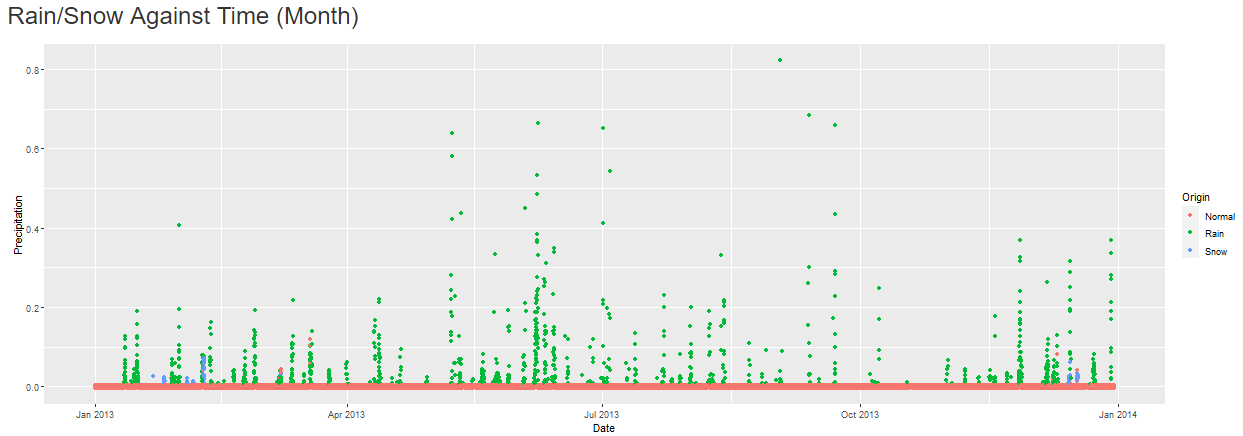 Rain/Snow Against Time (Month)
0.8
0.6
0.4
0.2
0.0
Precipitation
Jan 2013
Apr 2013
Jul 2013
Oct 2013
Jan 2014
Date
Origin
Normal
Rain
Snow